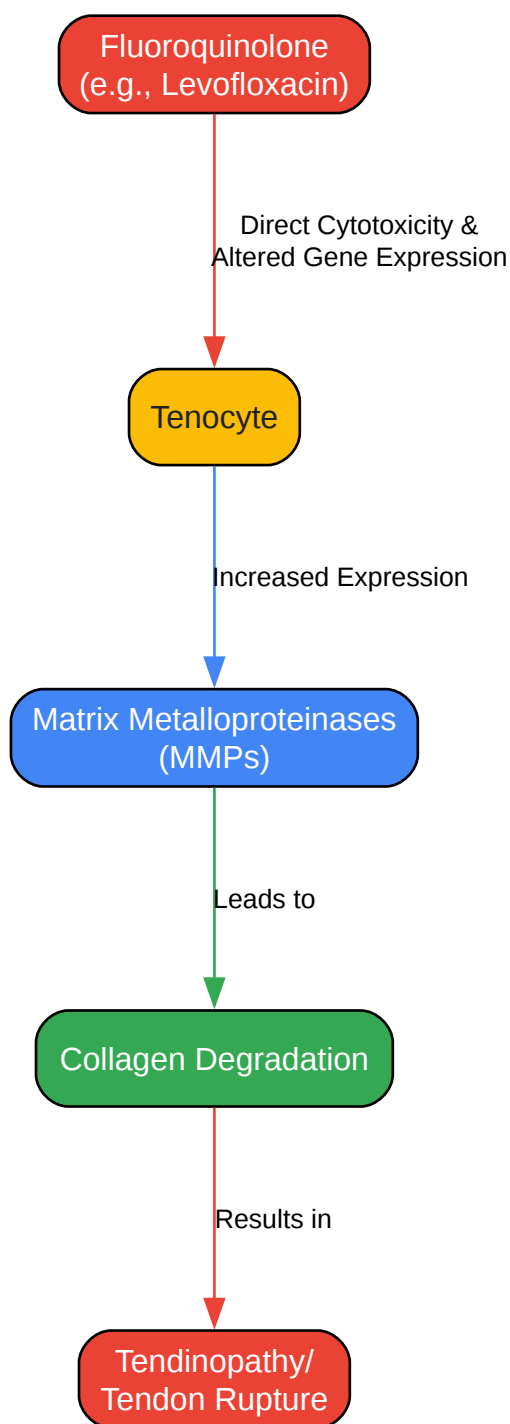 Fluoroquinolone
(e.g., Levofloxacin)
Direct Cytotoxicity &
Altered Gene Expression
Tenocyte
Increased Expression
Matrix Metalloproteinases
(MMPs)
Leads to
Collagen Degradation
Results in
Tendinopathy/
Tendon Rupture